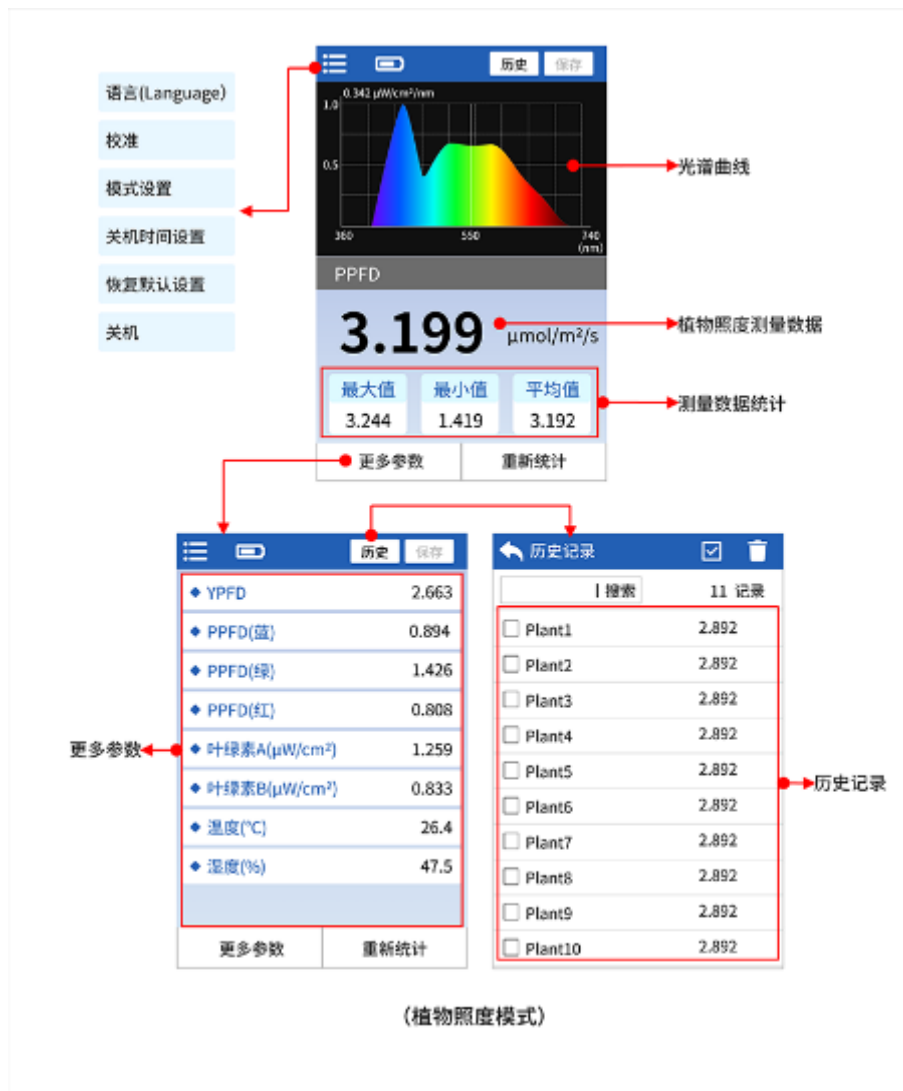 历史 保存
语言(Language)
校准
模式设置
关机时间设置
恢复默认设置
关机
0.342 μW/cm²/nm
1.0
0.5
360 550 740
(nm)
光谱曲线
PPFD
3.199 μmol/m²/s
植物照度测量数据
最大值 最小值 平均值
3.244 1.419 3.192
测量数据统计
更多参数 重新统计
历史 保存
YPFD 2.663
PPFD(蓝) 0.894
PPFD(绿) 1.426
PPFD(红) 0.808
叶绿素A(μW/cm²) 1.259
叶绿素B(μW/cm²) 0.833
温度(℃) 26.4
湿度(%) 47.5
更多参数 重新统计
更多参数
历史记录
搜索 11 记录
Plant1 2.892
Plant2 2.892
Plant3 2.892
Plant4 2.892
Plant5 2.892
Plant6 2.892
Plant7 2.892
Plant8 2.892
Plant9 2.892
Plant10 2.892
历史记录
(植物照度模式)